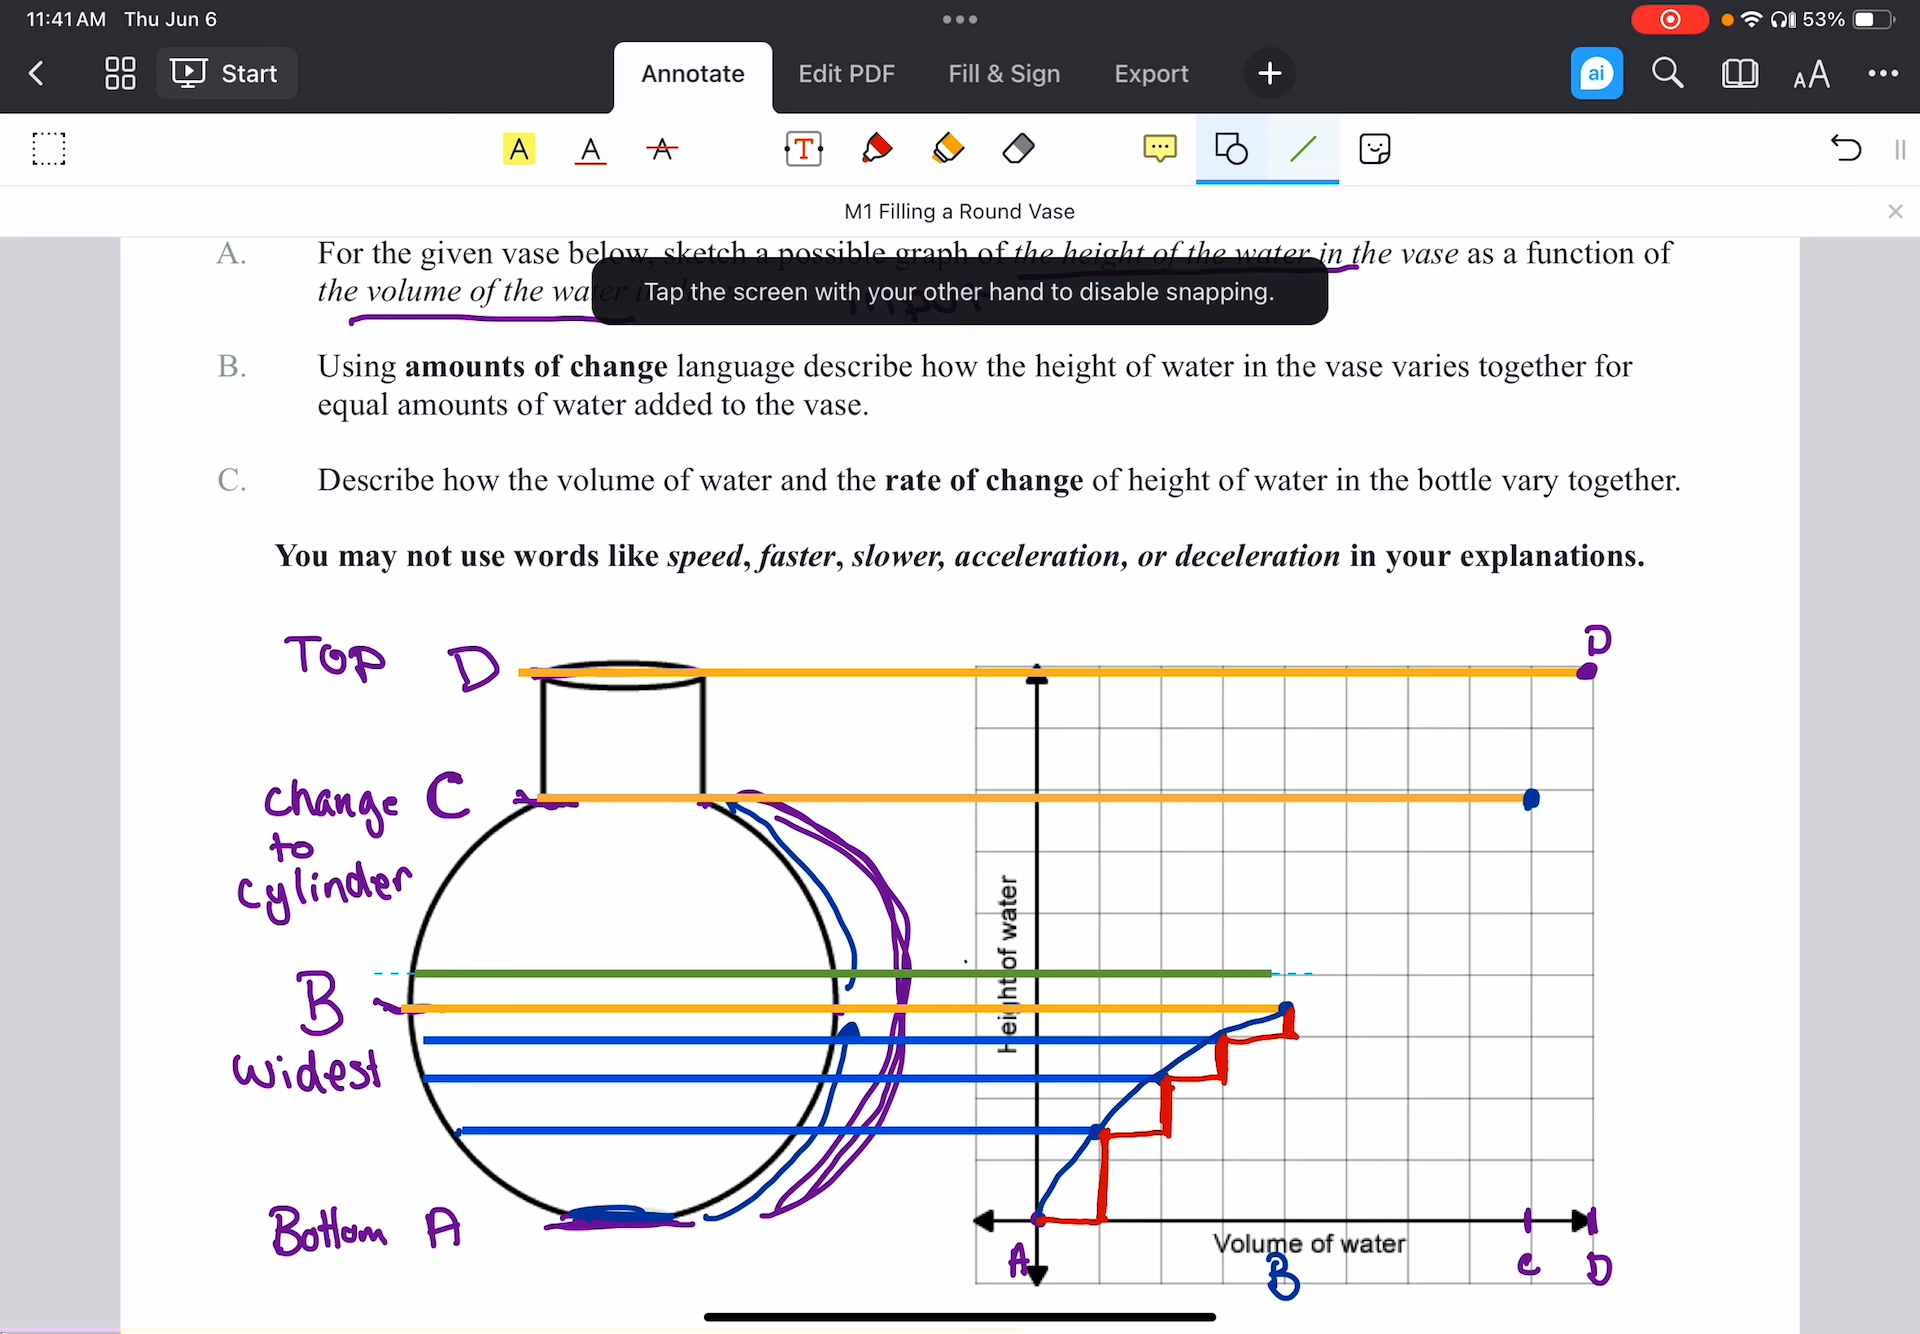 11:41 AM Thu Jun 6
53%
Start
Annotate
Edit PDF
Fill & Sign
Export
ai
AA
A
A
A
T
M1 Filling a Round Vase
A. For the given vase below, sketch a possible graph of the height of the water in the vase as a function of
the volume of the water
Tap the screen with your other hand to disable snapping.
B. Using amounts of change language describe how the height of water in the vase varies together for
equal amounts of water added to the vase.
C. Describe how the volume of water and the rate of change of height of water in the bottle vary together.
You may not use words like speed, faster, slower, acceleration, or deceleration in your explanations.
Top D
D
Change C
to
Cylinder
Height of water
B
Widest
Bottom A
Volume of water
A
B
C
D